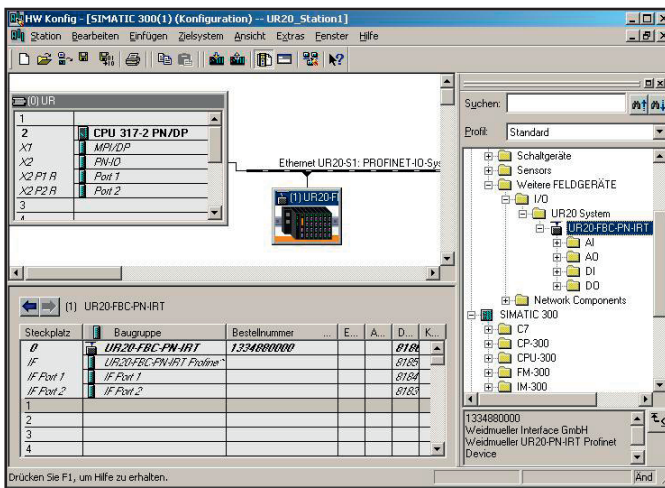 HW Konfig - [SIMATIC 300(1) (Konfiguration) -- UR20_Station1]
Station Bearbeiten Einfügen Zielsystem Ansicht Extras Fenster Hilfe
(0) UR
1
2 CPU 317-2 PN/DP
X1 MPI/DP
X2 PN-IO
X2 P1 R Port 1
X2 P2 R Port 2
3
Ethernet UR20-S1: PROFINET-IO-Sys
(1) UR20-F
Suchen:
Profil: Standard
Schaltgeräte
Sensors
Weitere FELDGERÄTE
I/O
UR20 System
UR20-FBC-PN-IRT
AI
AO
DI
DO
Network Components
SIMATIC 300
C7
CP-300
CPU-300
FM-300
IM-300
(1) UR20-FBC-PN-IRT
Steckplatz Baugruppe Bestellnummer ... E... A... D... K...
0 UR20-FBC-PN-IRT 1334880000 8186
IF UR20-FBC-PN-IRT Profine 8185
IF Port 1 IF Port 1 8184
IF Port 2 IF Port 2 8183
1
2
3
4
1334880000
Weidmueller Interface GmbH
Weidmueller UR20-PN-IRT Profinet
Device
Drücken Sie F1, um Hilfe zu erhalten.
Änd